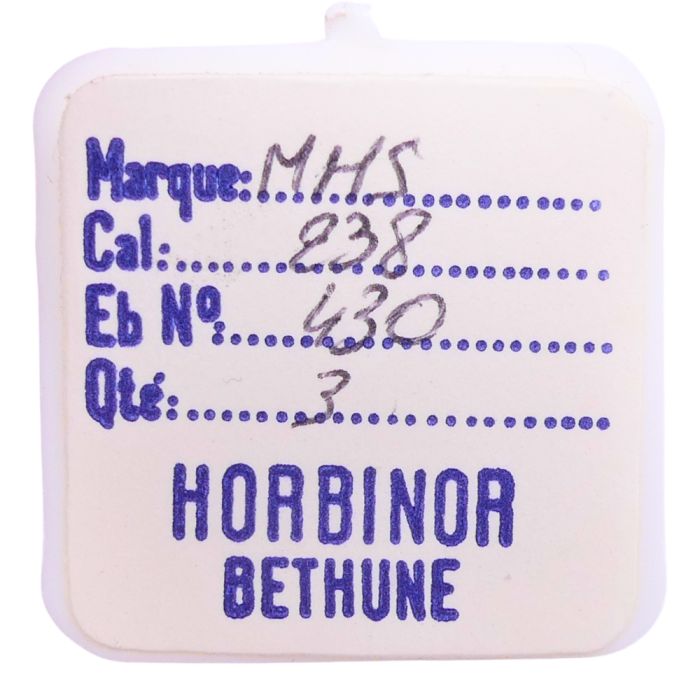 Marque: MHS
Cal: 238
Eb Nº: 430
Qté: 3
HORBINOR
BETHUNE